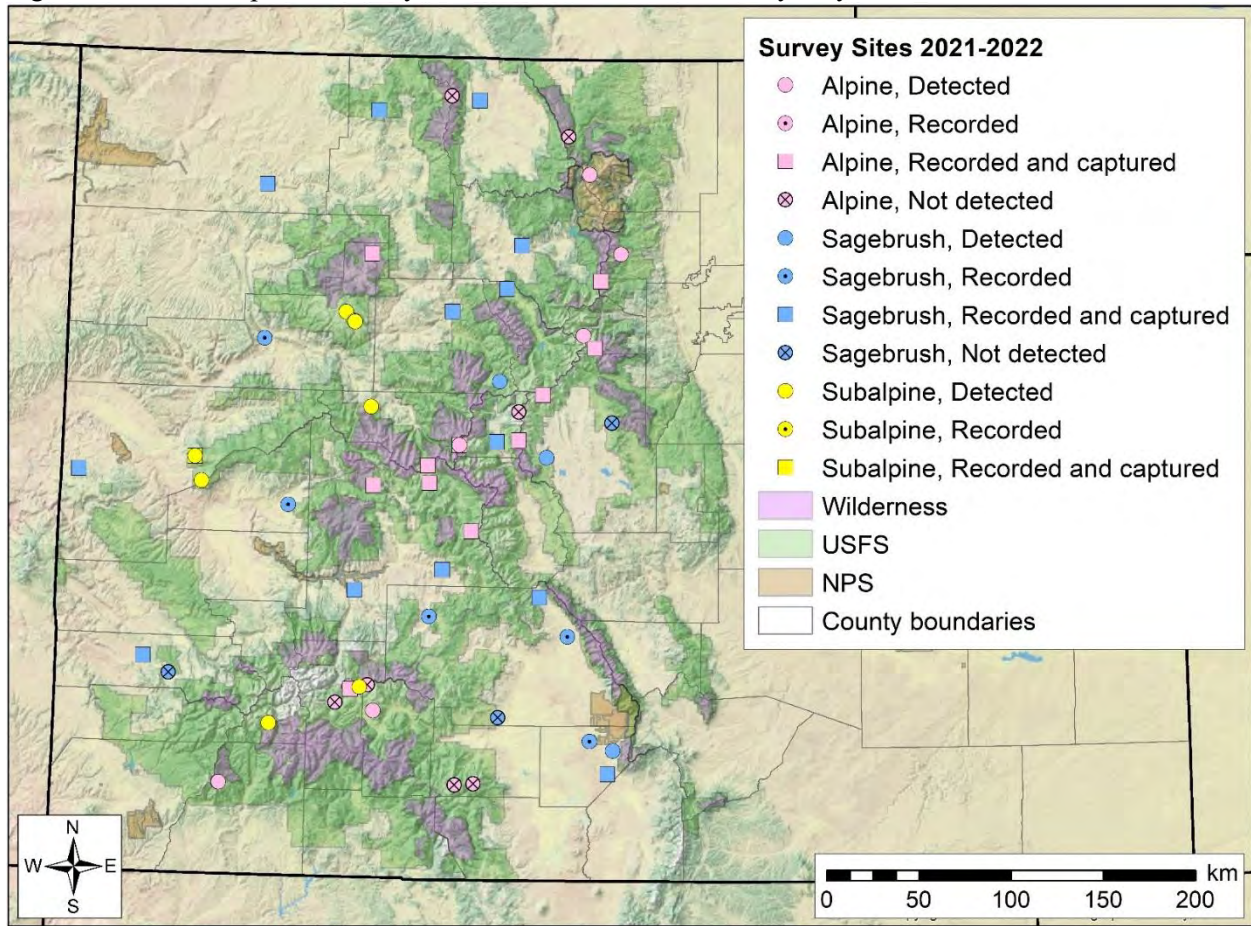 Survey Sites 2021-2022
Alpine, Detected
Alpine, Recorded
Alpine, Recorded and captured
Alpine, Not detected
Sagebrush, Detected
Sagebrush, Recorded
Sagebrush, Recorded and captured
Sagebrush, Not detected
Subalpine, Detected
Subalpine, Recorded
Subalpine, Recorded and captured
Wilderness
USFS
NPS
County boundaries
N
W
E
S
km
0 50 100 150 200